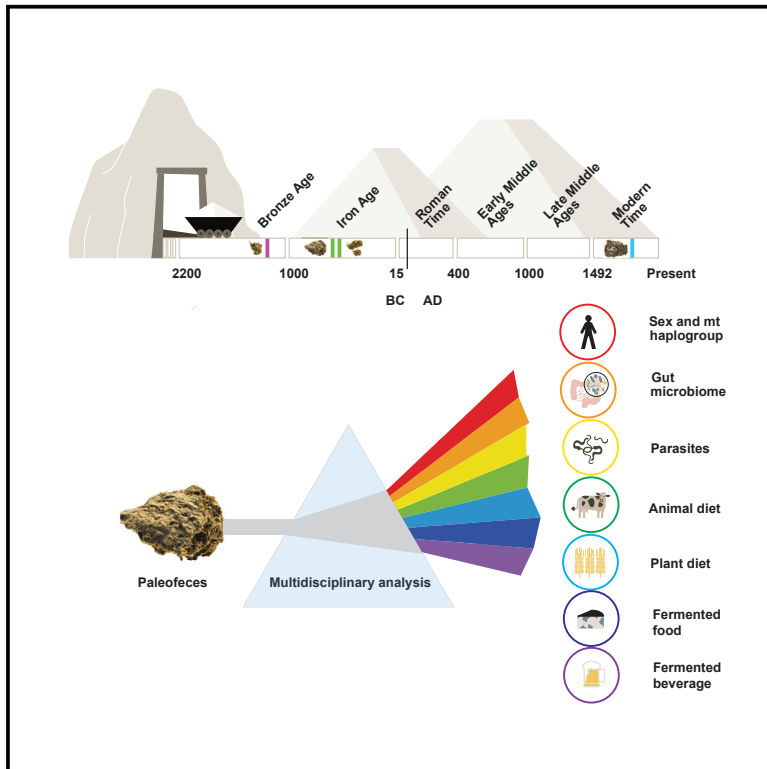 Bronze Age
Iron Age
Roman
Time
Early Middle
Ages
Late Middle
Ages
Modern
Time
2200
1000
15
400
1000
1492
Present
BC
AD
Sex and mt
haplogroup
Gut
microbiome
Parasites
Animal diet
Plant diet
Fermented
food
Fermented
beverage
Paleofeces
Multidisciplinary analysis